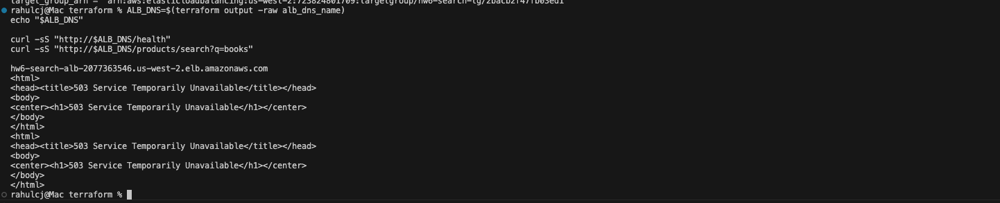 rahulcj@Mac terraform % ALB_DNS=$(terraform output -raw alb_dns_name)
echo "$ALB_DNS"
curl -sS "http://$ALB_DNS/health"
curl -sS "http://$ALB_DNS/products/search?q=books"
hw6-search-alb-2077363546.us-west-2.elb.amazonaws.com
<html>
<head><title>503 Service Temporarily Unavailable</title></head>
<body>
<center><h1>503 Service Temporarily Unavailable</h1></center>
</body>
</html>
<html>
<head><title>503 Service Temporarily Unavailable</title></head>
<body>
<center><h1>503 Service Temporarily Unavailable</h1></center>
</body>
</html>
rahulcj@Mac terraform %